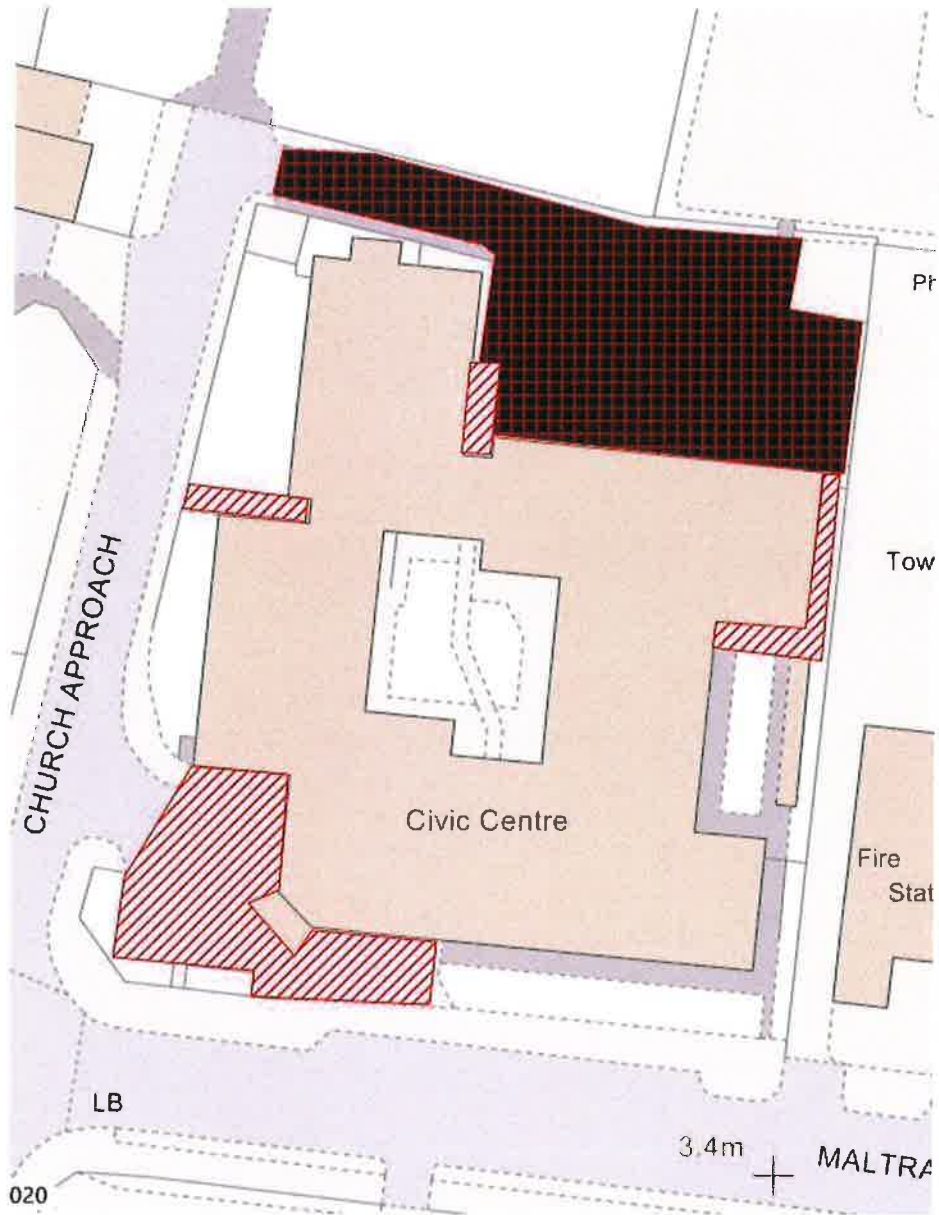 Ph
Tow
CHURCH APPROACH
Civic Centre
Fire
Stat
LB
3.4m
MALTRA
020